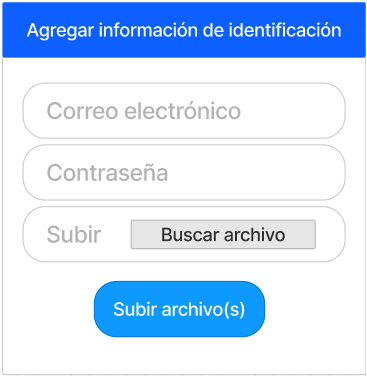 Agregar información de identificación
Correo electrónico
Contraseña
Subir Buscar archivo
Subir archivo(s)